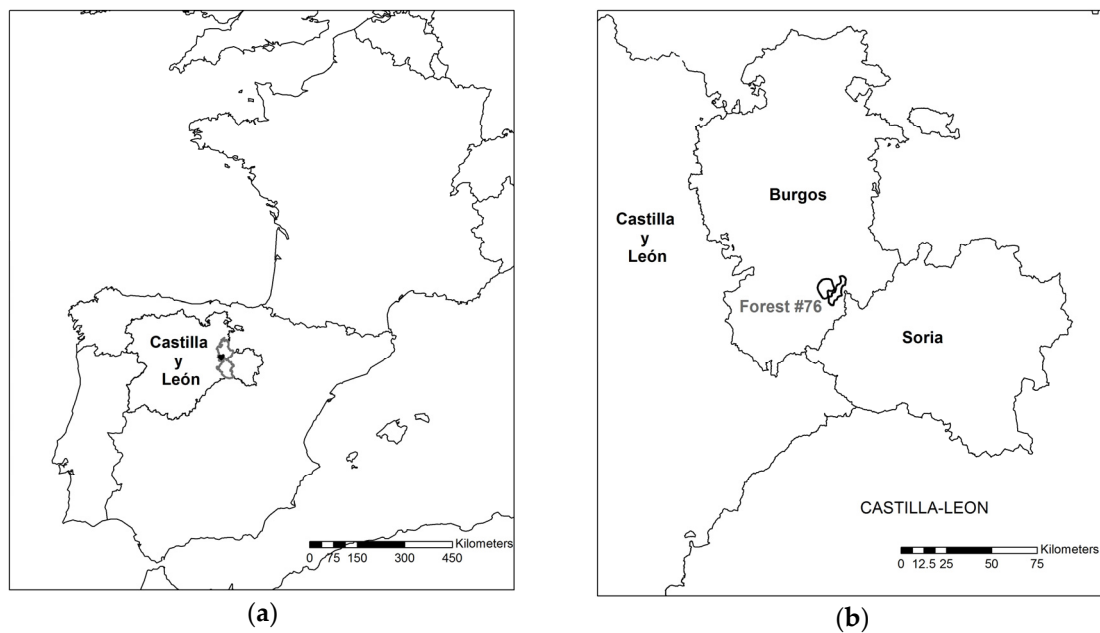 Castilla
y
León
Kilometers
0 75 150 300 450
(a)
Burgos
Castilla
y
León
Forest #76
Soria
CASTILLA-LEON
Kilometers
0 12.5 25 50 75
(b)